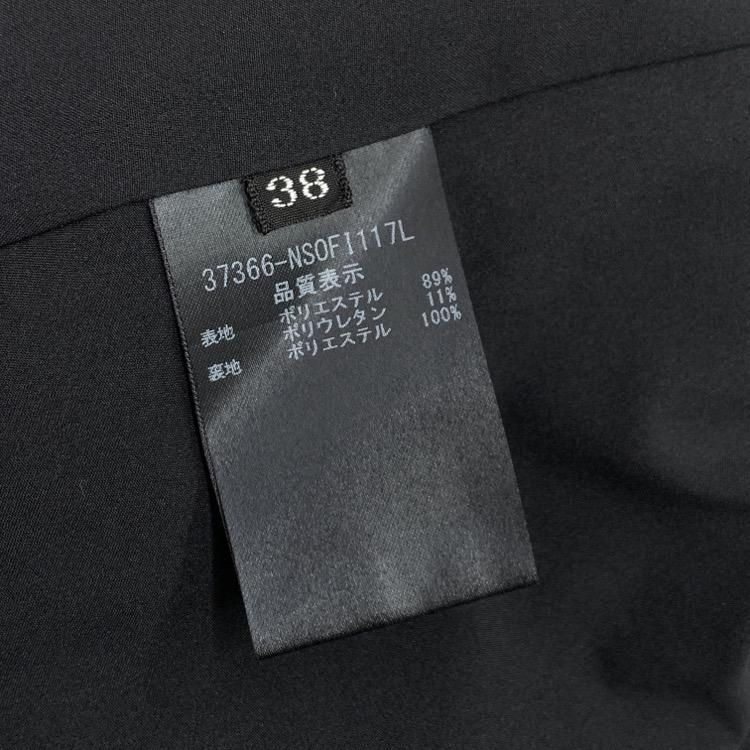 38
37366-NSOFI117L
品質表示
表地 ポリエステル 89%
ポリウレタン 11%
裏地 ポリエステル 100%